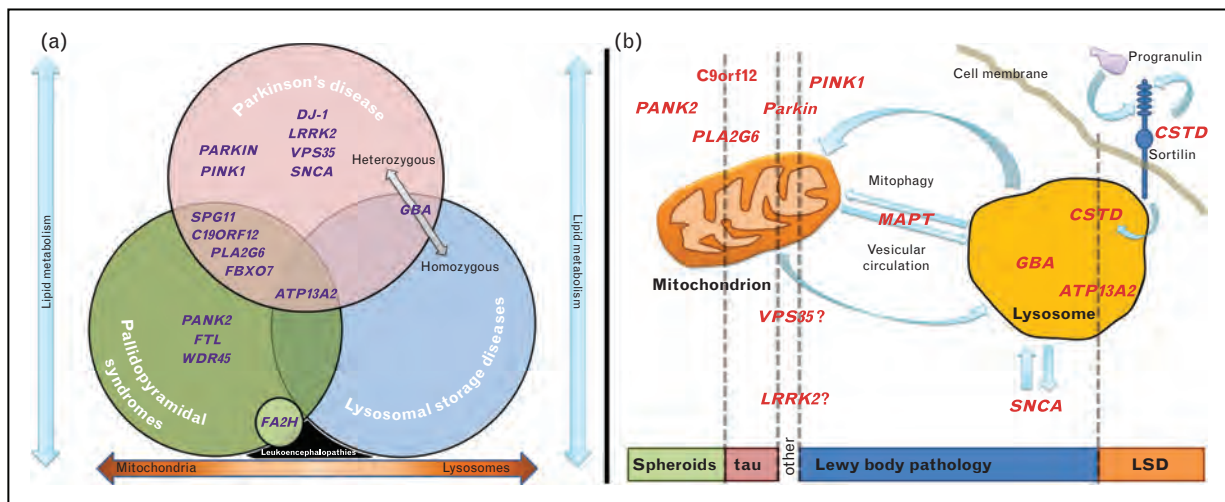 (a)
Lipid metabolism
Parkinson's disease
DJ-1
LRRK2
VPS35
SNCA
PARKIN
PINK1
Heterozygous
GBA
Homozygous
SPG11
C19ORF12
PLA2G6
FBXO7
ATP13A2
PANK2
FTL
WDR45
Pallidopyramidal
syndromes
Lysosomal storage diseases
FA2H
Leukoencephalopathies
Mitochondria
Lysosomes
Lipid metabolism
(b)
Progranulin
Cell membrane
C9orf12
PINK1
PANK2
Parkin
PLA2G6
CSTD
Sortilin
Mitophagy
MAPT
Vesicular
circulation
CSTD
GBA
ATP13A2
Lysosome
Mitochondrion
VPS35?
LRRK2?
SNCA
Spheroids
tau
other
Lewy body pathology
LSD